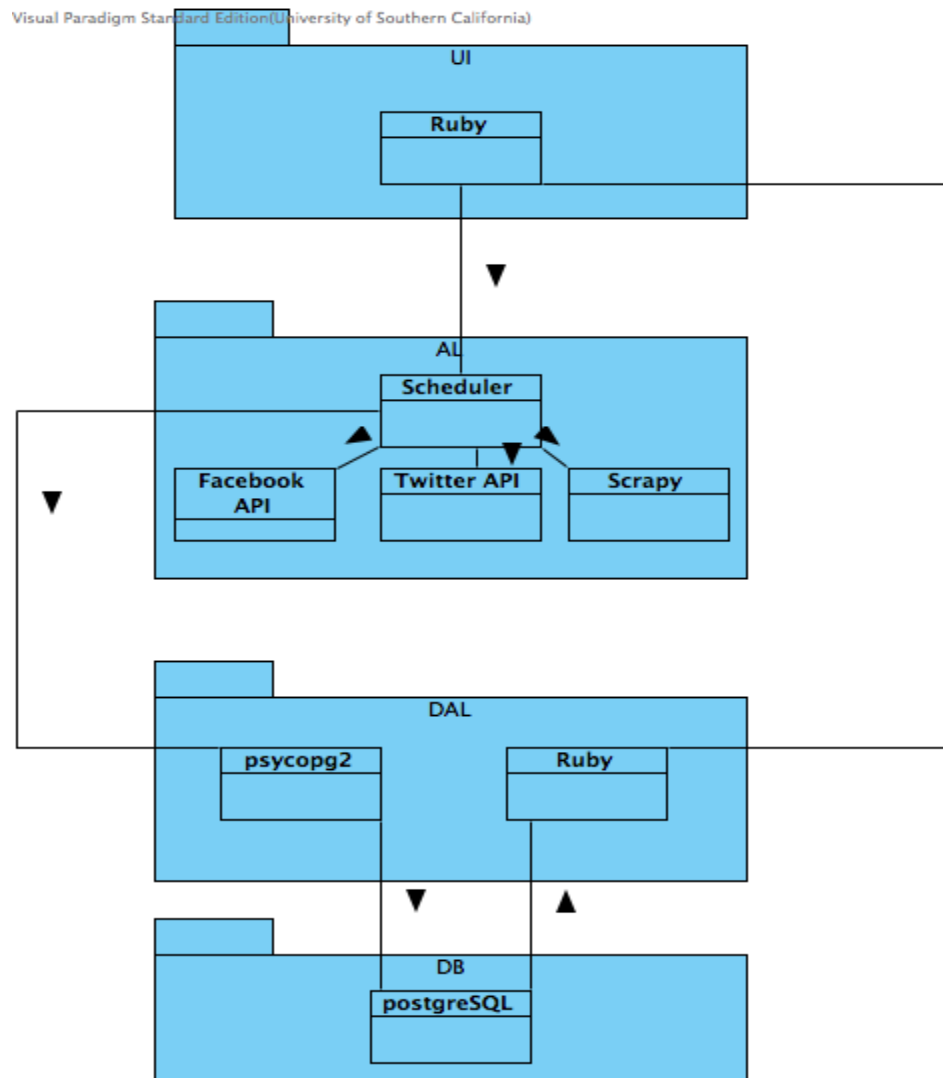 Visual Paradigm Standard Edition(University of Southern California)
UI
Ruby
AL
Scheduler
Facebook
API
Twitter API
Scrapy
DAL
psycopg2
Ruby
DB
postgreSQL